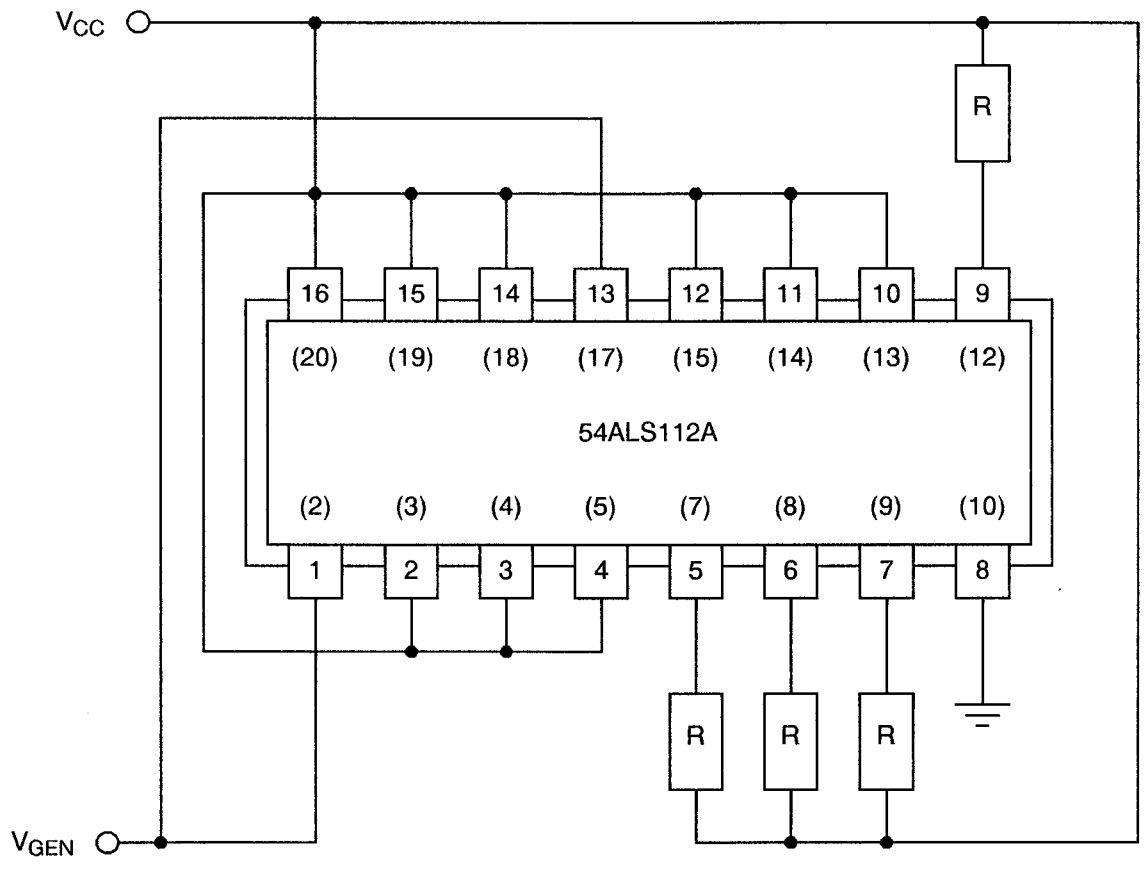 VCC
R
16 15 14 13 12 11 10 9
(20) (19) (18) (17) (15) (14) (13) (12)
54ALS112A
(2) (3) (4) (5) (7) (8) (9) (10)
1 2 3 4 5 6 7 8
R R R
VGEN